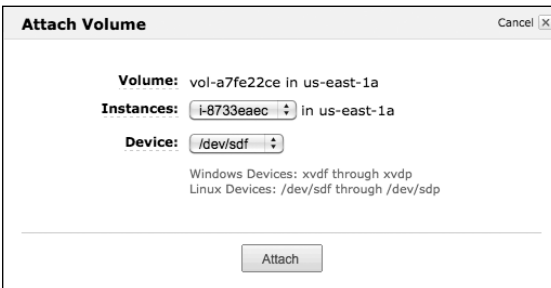 Attach Volume
Cancel
Volume: vol-a7fe22ce in us-east-1a
Instances: i-8733eaec in us-east-1a
Device: /dev/sdf
Windows Devices: xvdf through xvdp
Linux Devices: /dev/sdf through /dev/sdp
Attach